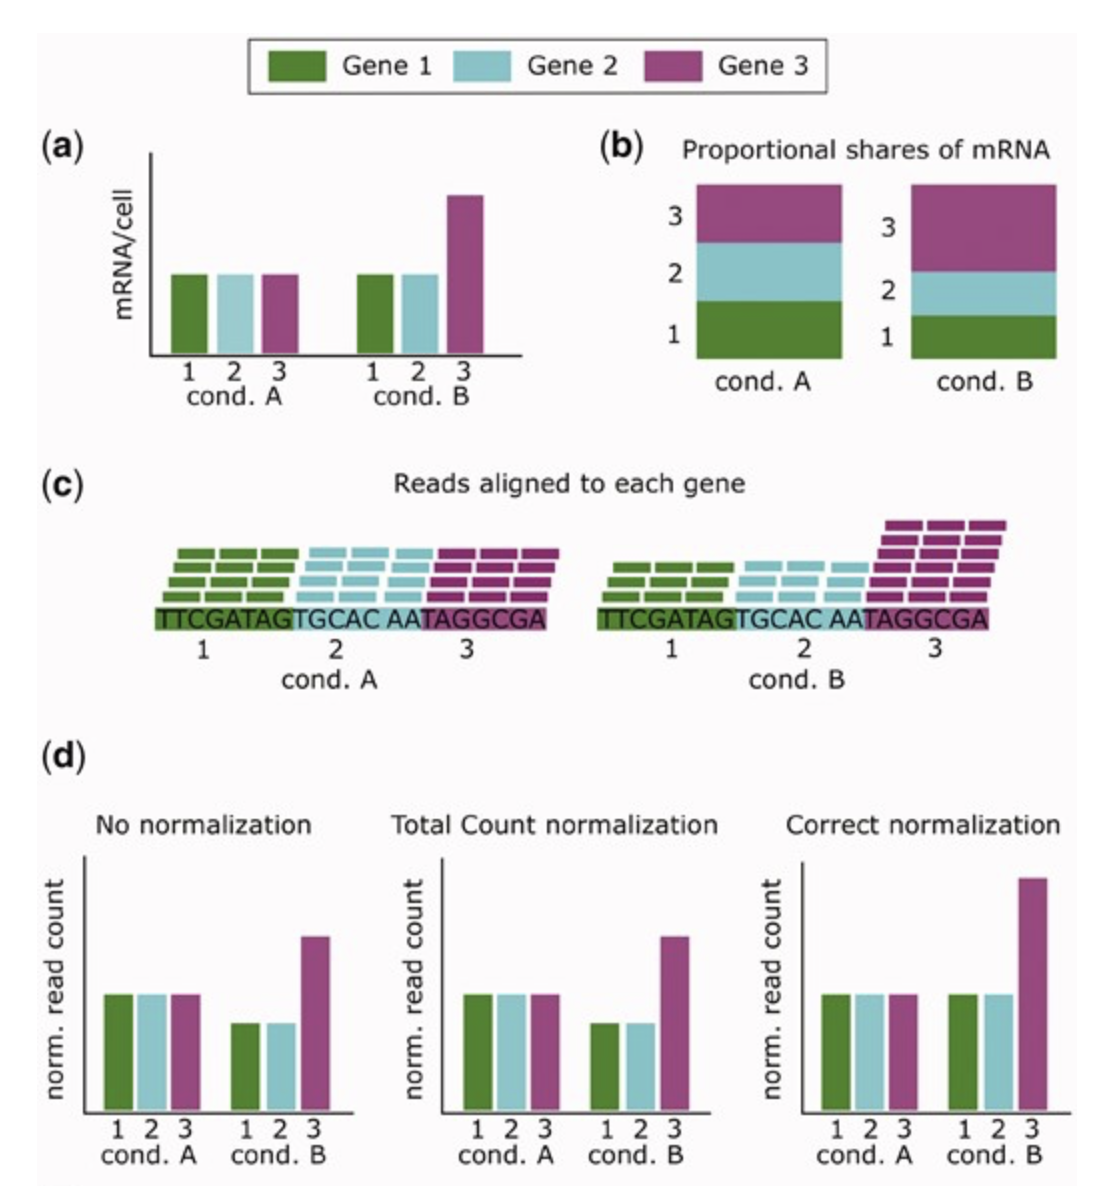 Gene 1 Gene 2 Gene 3
(a)
mRNA/cell
1 2 3 1 2 3
cond. A cond. B
(b) Proportional shares of mRNA
3 3
2 2
1 1
cond. A cond. B
(c) Reads aligned to each gene
TTCGATAGTGCAC AATAGGCGA TTCGATAGTGCAC AATAGGCGA
1 2 3 1 2 3
cond. A cond. B
(d)
No normalization Total Count normalization Correct normalization
norm. read count norm. read count norm. read count
1 2 3 1 2 3 1 2 3 1 2 3 1 2 3 1 2 3
cond. A cond. B cond. A cond. B cond. A cond. B